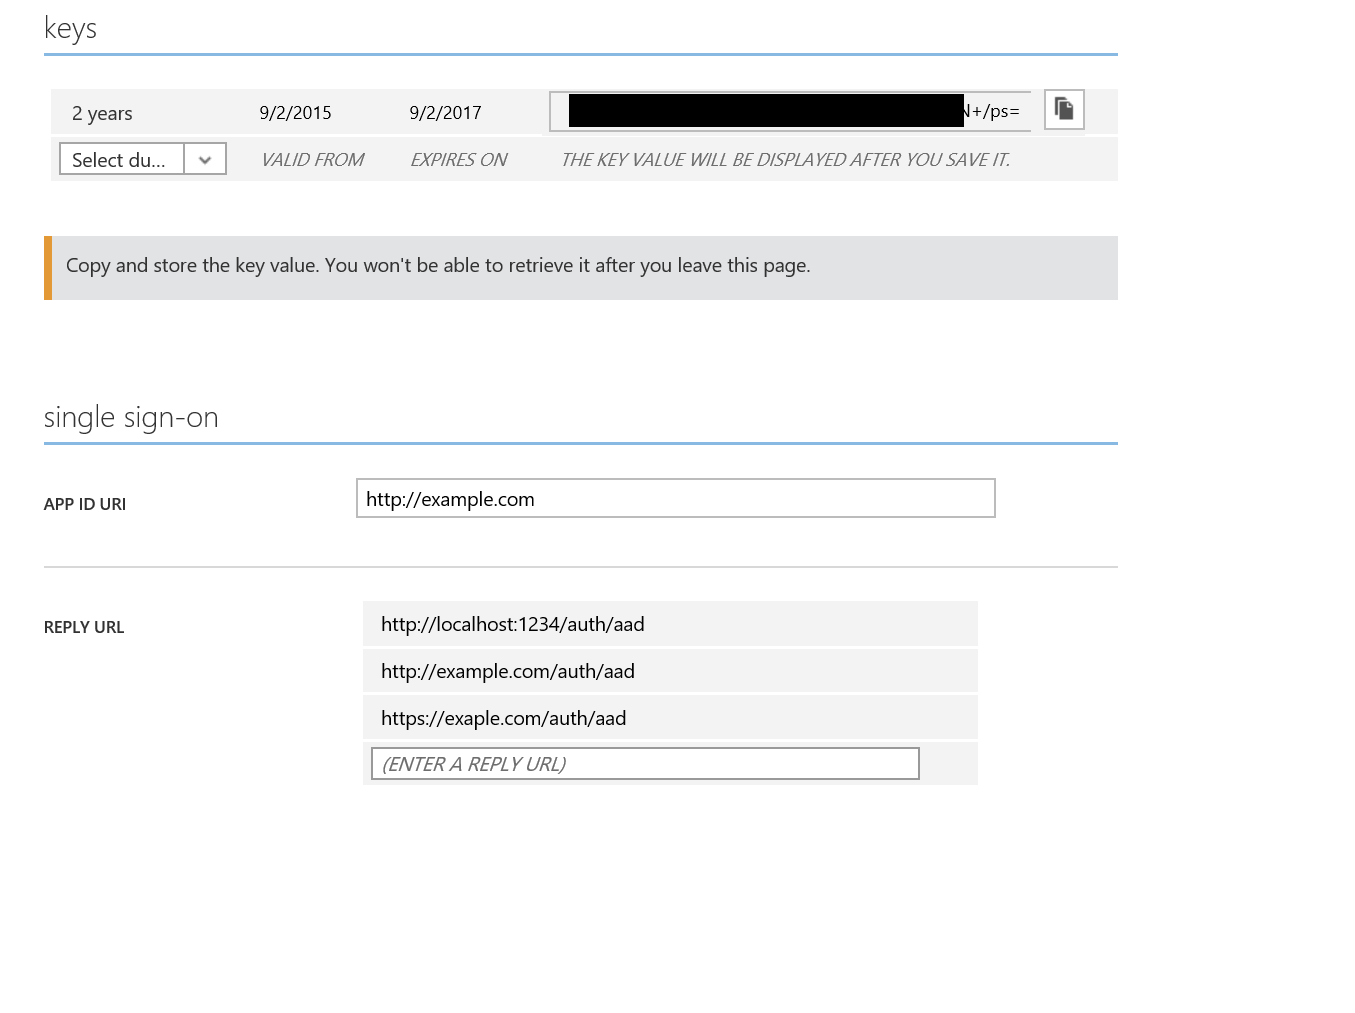 keys
2 years 9/2/2015 9/2/2017 N+/ps=
Select du... VALID FROM EXPIRES ON THE KEY VALUE WILL BE DISPLAYED AFTER YOU SAVE IT.
Copy and store the key value. You won't be able to retrieve it after you leave this page.
single sign-on
APP ID URI http://example.com
REPLY URL http://localhost:1234/auth/aad
http://example.com/auth/aad
https://exaple.com/auth/aad
(ENTER A REPLY URL)